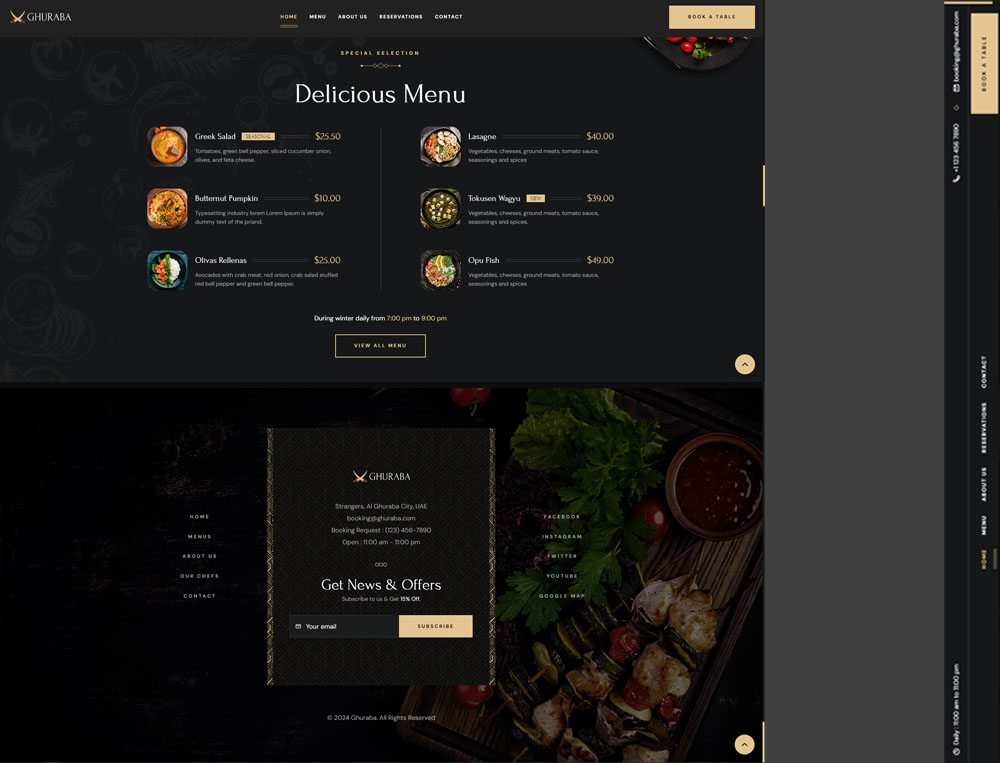 GHURABA
HOME MENU ABOUT US RESERVATIONS CONTACT
BOOK A TABLE
SPECIAL SELECTION
Delicious Menu
Greek Salad SEASONAL $25.50
Tomatoes, green bell pepper, sliced cucumber onion,
olives, and feta cheese.
Butternut Pumpkin $10.00
Typesetting industry lorem Lorem Ipsum is simply
dummy text of the priand.
Olivas Rellenas $25.00
Avocados with crab meat, red onion, crab salad stuffed
red bell pepper and green bell pepper.
Lasagne $40.00
Vegetables, cheeses, ground meats, tomato sauce,
seasonings and spices
Tokusen Wagyu NEW $39.00
Vegetables, cheeses, ground meats, tomato sauce,
seasonings and spices.
Opu Fish $49.00
Vegetables, cheeses, ground meats, tomato sauce,
seasonings and spices
During winter daily from 7:00 pm to 9:00 pm
VIEW ALL MENU
HOME
MENUS
ABOUT US
OUR CHEFS
CONTACT
GHURABA
Strangers, Al Ghuraba City, UAE
booking@ghuraba.com
Booking Request : (123) 456-7890
Open : 11:00 am - 11:00 pm
Get News & Offers
Subscribe to us & Get 15% Off.
Your email
SUBSCRIBE
FACEBOOK
INSTAGRAM
TWITTER
YOUTUBE
GOOGLE MAP
© 2024 Ghuraba. All Rights Reserved
Daily : 11:00 am to 11:00 pm
+1 123 456 7890
booking@ghuraba.com
HOME MENU ABOUT US RESERVATIONS CONTACT
BOOK A TABLE